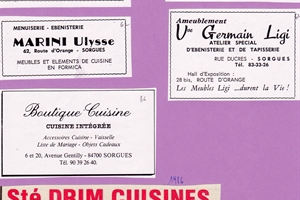 MENUISERIE - EBENISTERIE
MARINI Ulysse
62, Route d'Orange - SORGUES
MEUBLES ET ELEMENTS DE CUISINE
EN FORMICA
Ameublement
Vve Germain Ligi
ATELIER SPECIAL
D'EBENISTERIE ET DE TAPISSERIE
RUE DUCRES - SORGUES
Tél. 83-33-26
Hall d'Exposition :
28 bis, ROUTE D'ORANGE
Les Meubles Ligi ...durent la Vie !
Boutique Cuisine
CUISINE INTÉGRÉE
Accessoires Cuisine - Vaisselle
Liste de Mariage - Objets Cadeaux
6 et 20, Avenue Gentilly - 84700 SORGUES
Tél. 90 39 26 40.
1986
Sté DRIM CUISINES